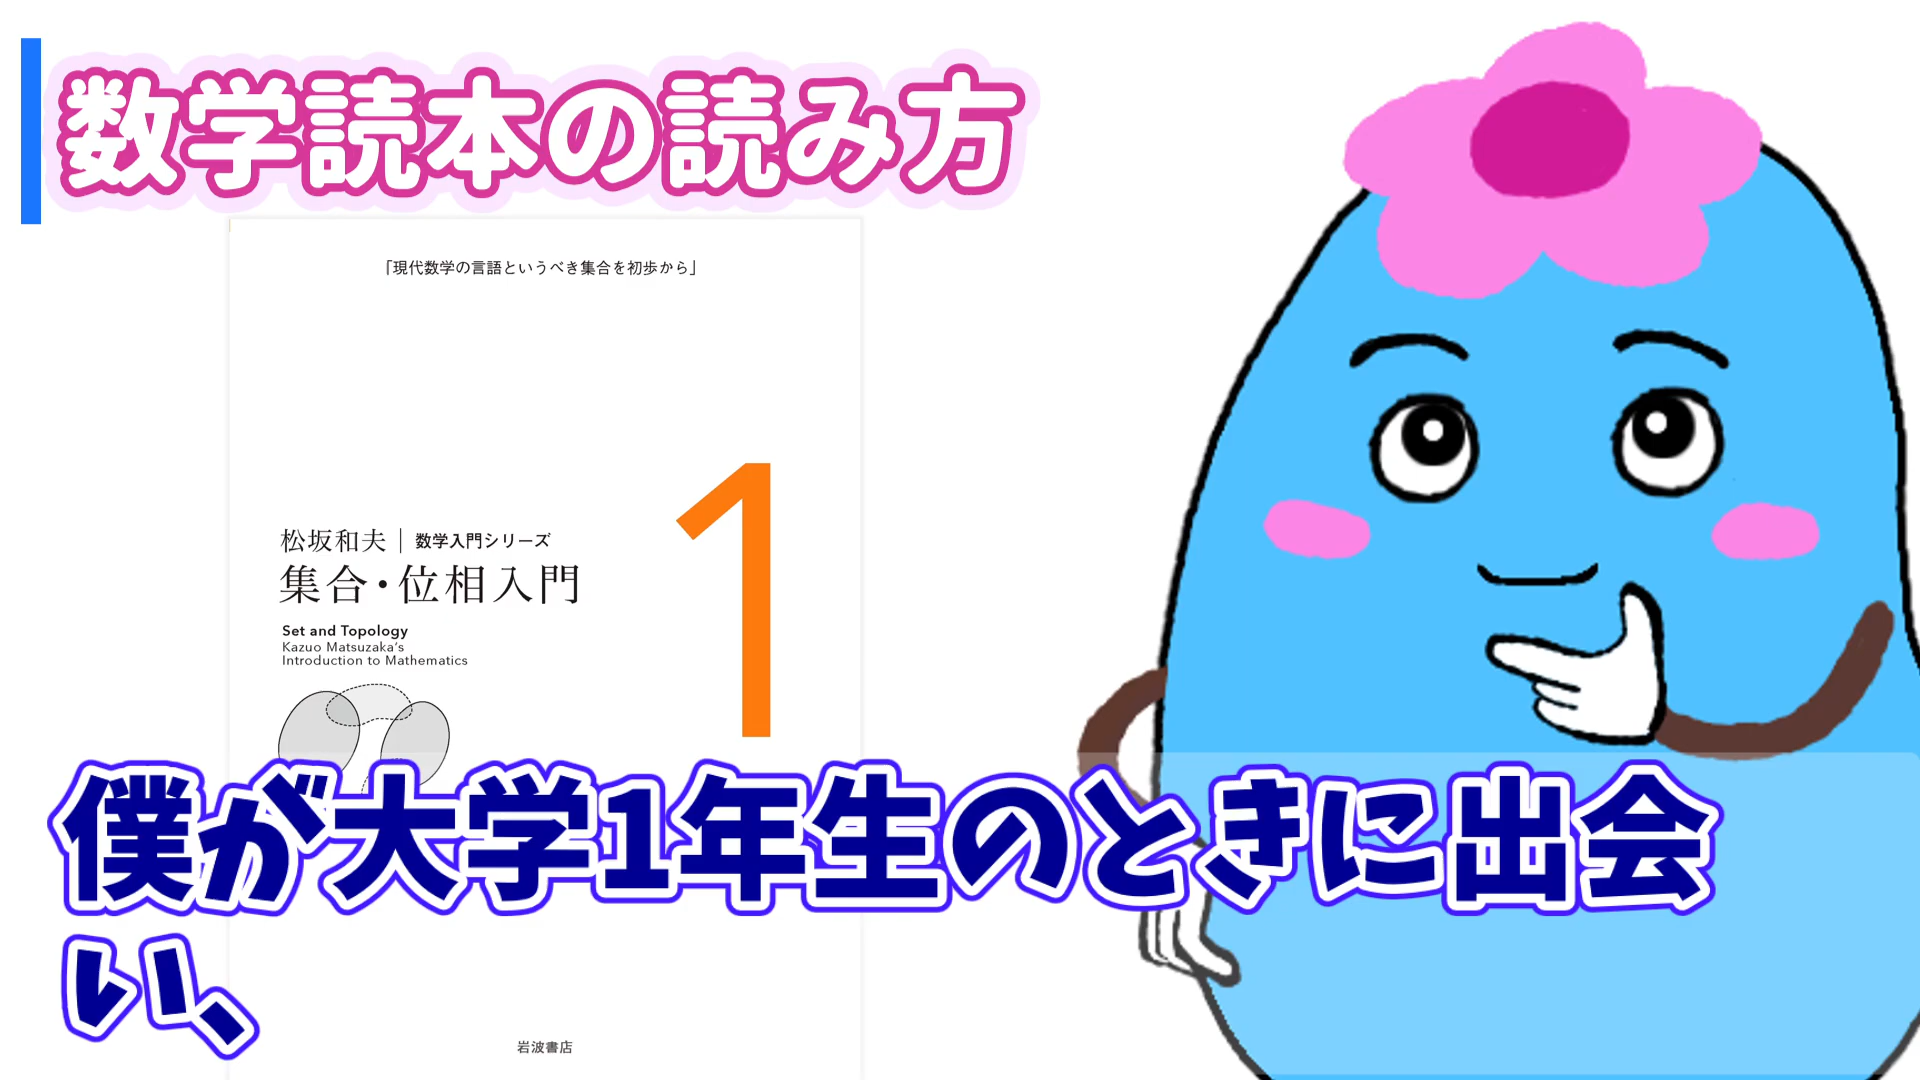 数学読本の読み方
「現代数学の言語というべき集合を初歩から」
1
松坂和夫|数学入門シリーズ
集合・位相入門
Set and Topology
Kazuo Matsuzaka's
Introduction to Mathematics
僕が大学1年生のときに出会
い、
岩波書店